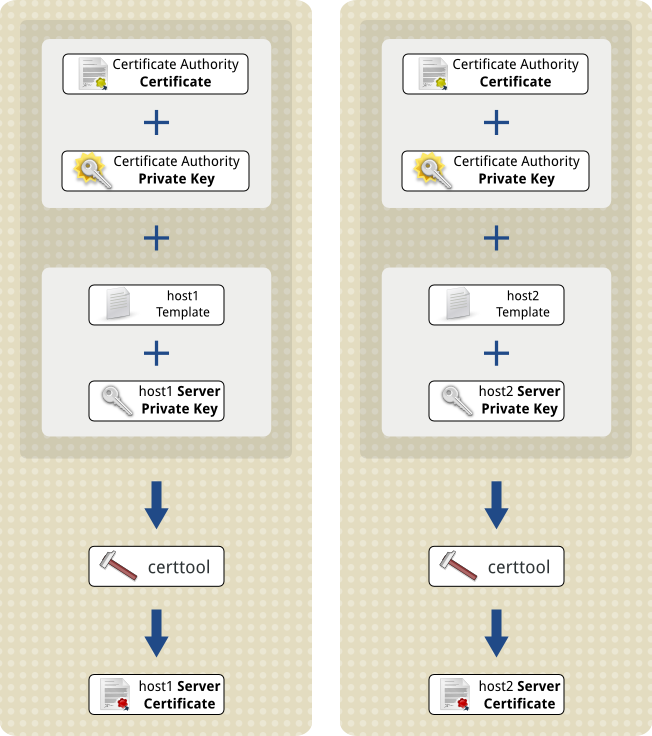 Certificate Authority
Certificate
Certificate Authority
Private Key
host1
Template
host1 Server
Private Key
certtool
host1 Server
Certificate
Certificate Authority
Certificate
Certificate Authority
Private Key
host2
Template
host2 Server
Private Key
certtool
host2 Server
Certificate